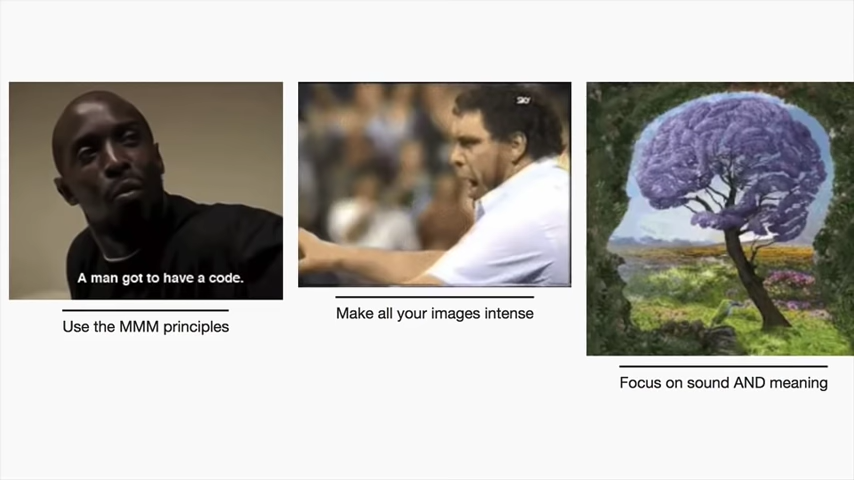 A man got to have a code.
Use the MMM principles
sky
Make all your images intense
Focus on sound AND meaning